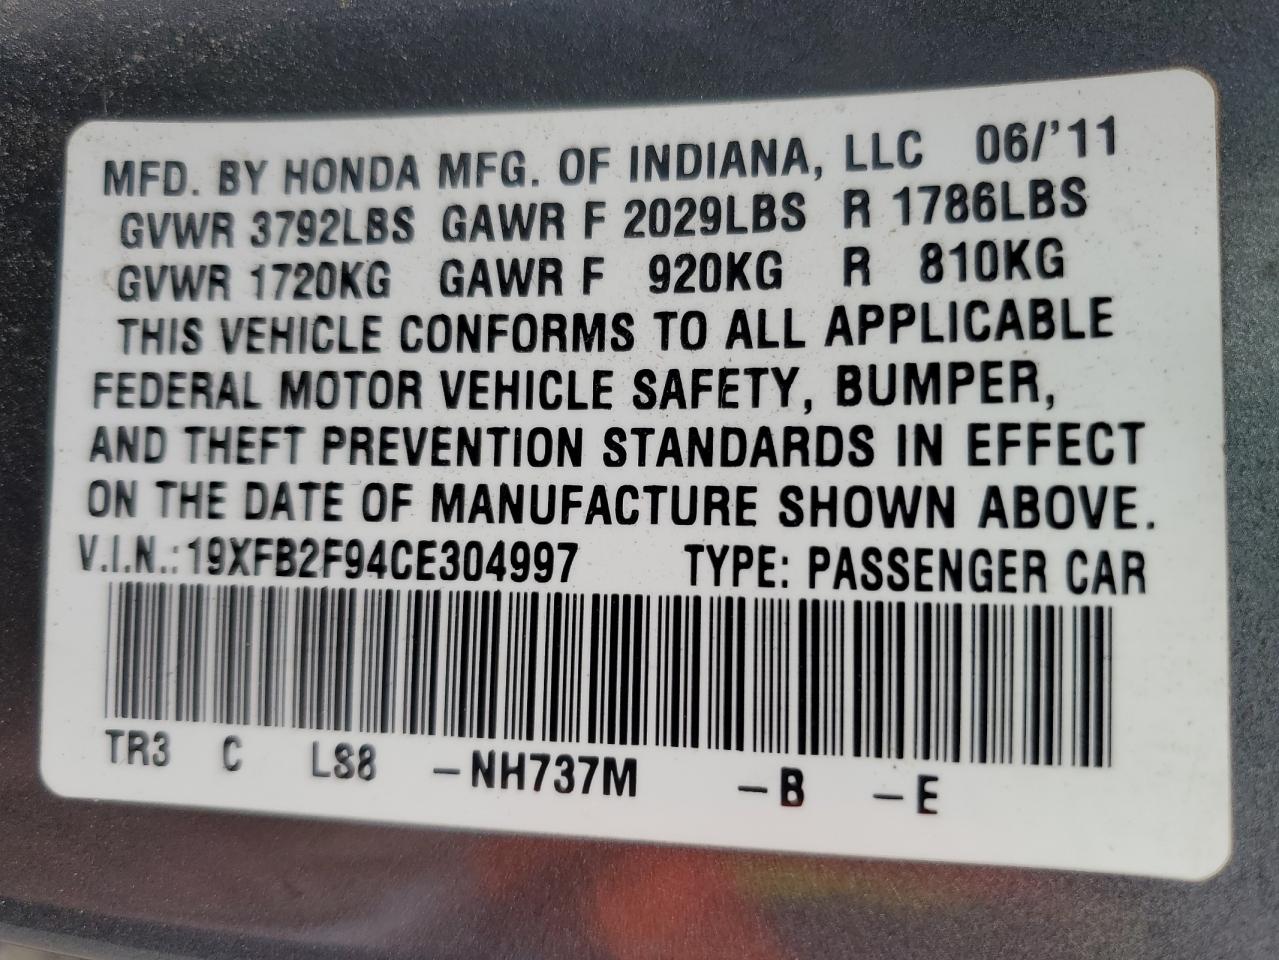 MFD. BY HONDA MFG. OF INDIANA, LLC 06/'11
GVWR 3792LBS GAWR F 2029LBS R 1786LBS
GVWR 1720KG GAWR F 920KG R 810KG
THIS VEHICLE CONFORMS TO ALL APPLICABLE
FEDERAL MOTOR VEHICLE SAFETY, BUMPER,
AND THEFT PREVENTION STANDARDS IN EFFECT
ON THE DATE OF MANUFACTURE SHOWN ABOVE.
V.I.N.: 19XFB2F94CE304997 TYPE: PASSENGER CAR
TR3 C LS8 -NH737M -B -E